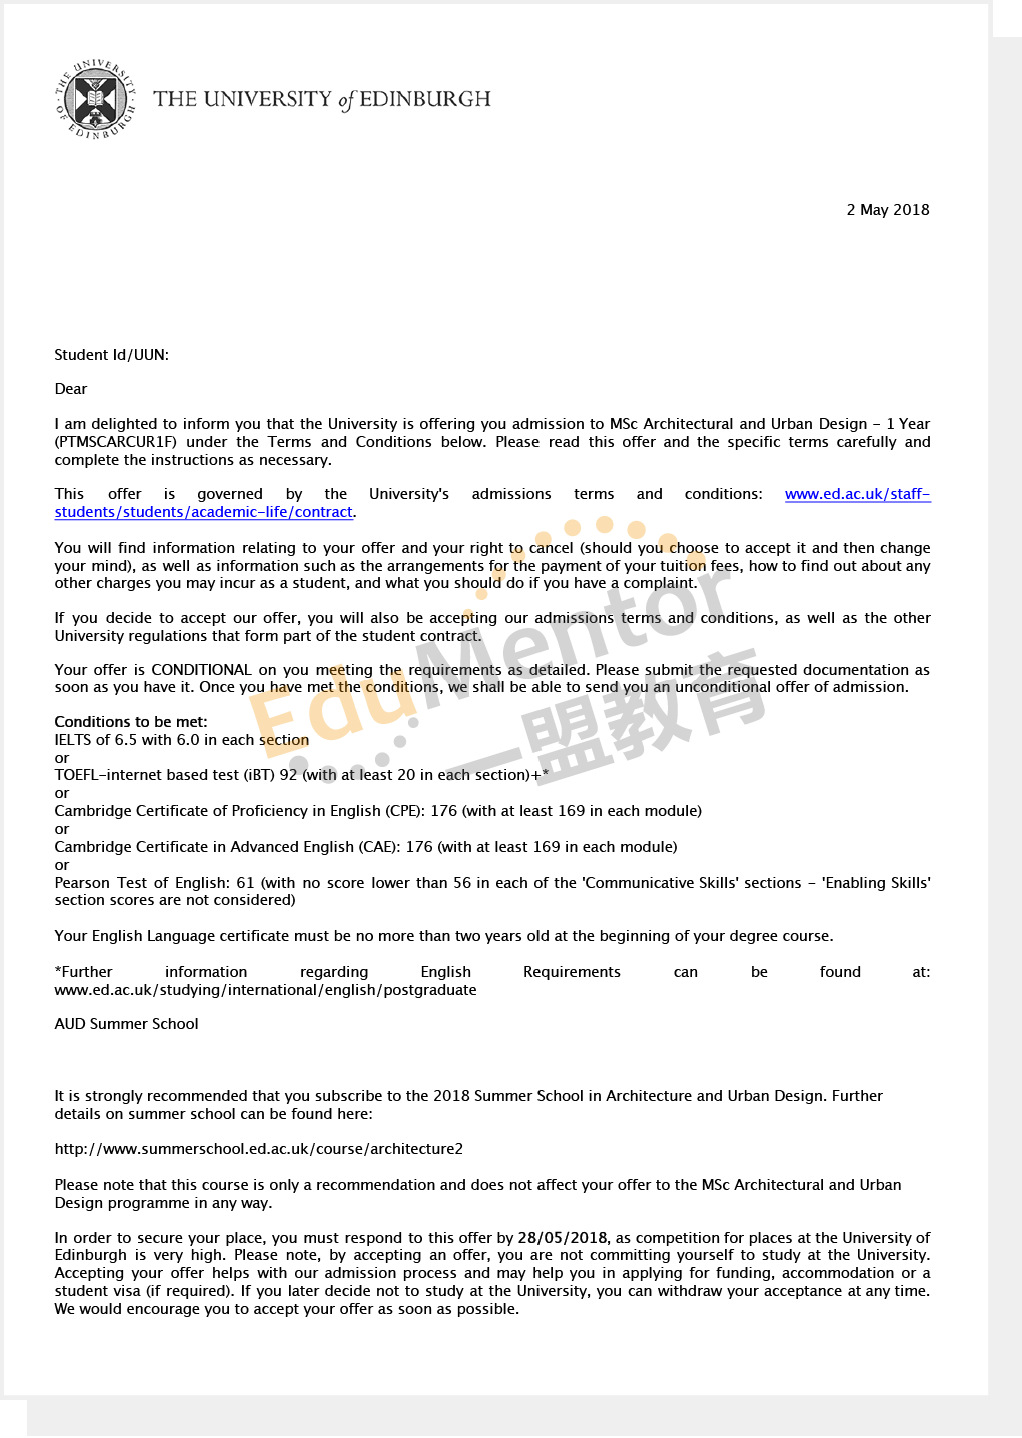 THE UNIVERSITY OF EDINBURGH
THE UNIVERSITY of EDINBURGH
2 May 2018
Student Id/UUN:
Dear
I am delighted to inform you that the University is offering you admission to MSc Architectural and Urban Design – 1 Year
(PTMSCARCUR1F) under the Terms and Conditions below. Please read this offer and the specific terms carefully and
complete the instructions as necessary.
This offer is governed by the University's admissions terms and conditions: www.ed.ac.uk/staff-
students/students/academic-life/contract.
You will find information relating to your offer and your right to cancel (should you choose to accept it and then change
your mind), as well as information such as the arrangements for the payment of your tuition fees, how to find out about any
other charges you may incur as a student, and what you should do if you have a complaint.
If you decide to accept our offer, you will also be accepting our admissions terms and conditions, as well as the other
University regulations that form part of the student contract.
Your offer is CONDITIONAL on you meeting the requirements as detailed. Please submit the requested documentation as
soon as you have it. Once you have met the conditions, we shall be able to send you an unconditional offer of admission.
EduMentor
一盟教育
Conditions to be met:
IELTS of 6.5 with 6.0 in each section
or
TOEFL-internet based test (iBT) 92 (with at least 20 in each section)+*
or
Cambridge Certificate of Proficiency in English (CPE): 176 (with at least 169 in each module)
or
Cambridge Certificate in Advanced English (CAE): 176 (with at least 169 in each module)
or
Pearson Test of English: 61 (with no score lower than 56 in each of the 'Communicative Skills' sections – 'Enabling Skills'
section scores are not considered)
Your English Language certificate must be no more than two years old at the beginning of your degree course.
*Further information regarding English Requirements can be found at:
www.ed.ac.uk/studying/international/english/postgraduate
AUD Summer School
It is strongly recommended that you subscribe to the 2018 Summer School in Architecture and Urban Design. Further
details on summer school can be found here:
http://www.summerschool.ed.ac.uk/course/architecture2
Please note that this course is only a recommendation and does not affect your offer to the MSc Architectural and Urban
Design programme in any way.
In order to secure your place, you must respond to this offer by 28/05/2018, as competition for places at the University of
Edinburgh is very high. Please note, by accepting an offer, you are not committing yourself to study at the University.
Accepting your offer helps with our admission process and may help you in applying for funding, accommodation or a
student visa (if required). If you later decide not to study at the University, you can withdraw your acceptance at any time.
We would encourage you to accept your offer as soon as possible.